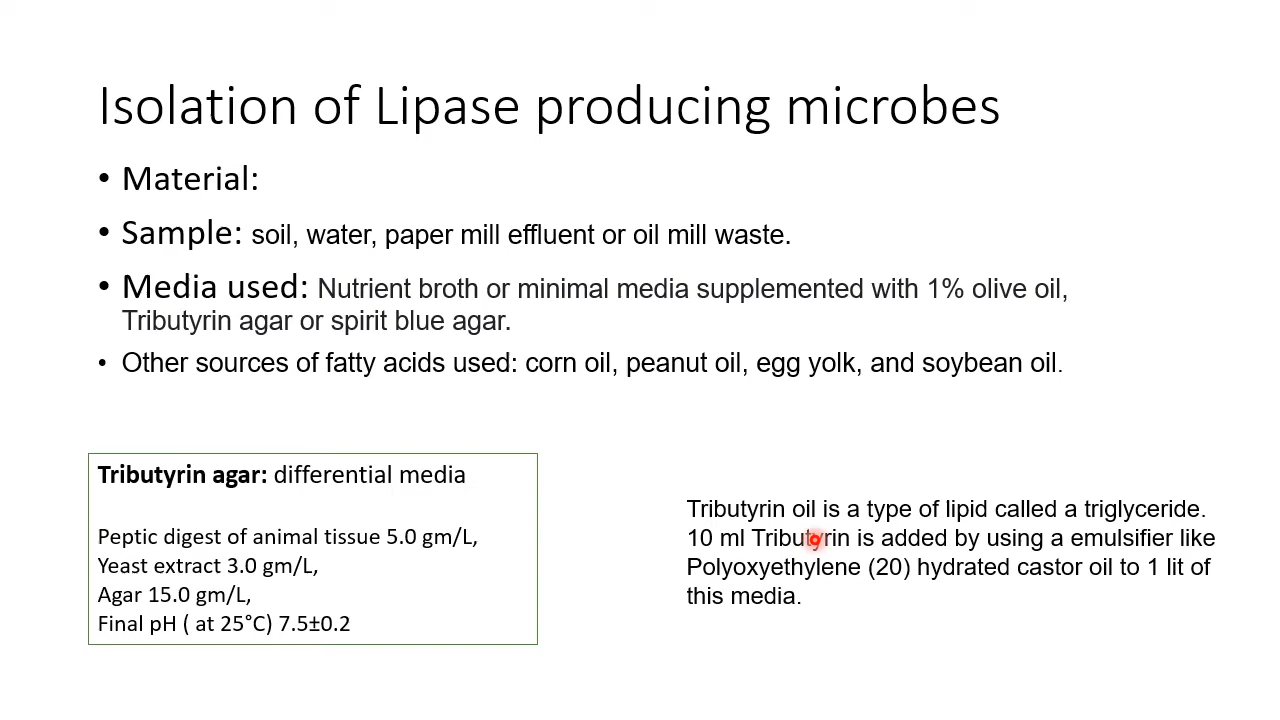 Isolation of Lipase producing microbes
• Material:
• Sample: soil, water, paper mill effluent or oil mill waste.
• Media used: Nutrient broth or minimal media supplemented with 1% olive oil,
Tributyrin agar or spirit blue agar.
• Other sources of fatty acids used: corn oil, peanut oil, egg yolk, and soybean oil.
Tributyrin agar: differential media
Peptic digest of animal tissue 5.0 gm/L,
Yeast extract 3.0 gm/L,
Agar 15.0 gm/L,
Final pH ( at 25°C) 7.5±0.2
Tributyrin oil is a type of lipid called a triglyceride.
10 ml Tributyrin is added by using a emulsifier like
Polyoxyethylene (20) hydrated castor oil to 1 lit of
this media.